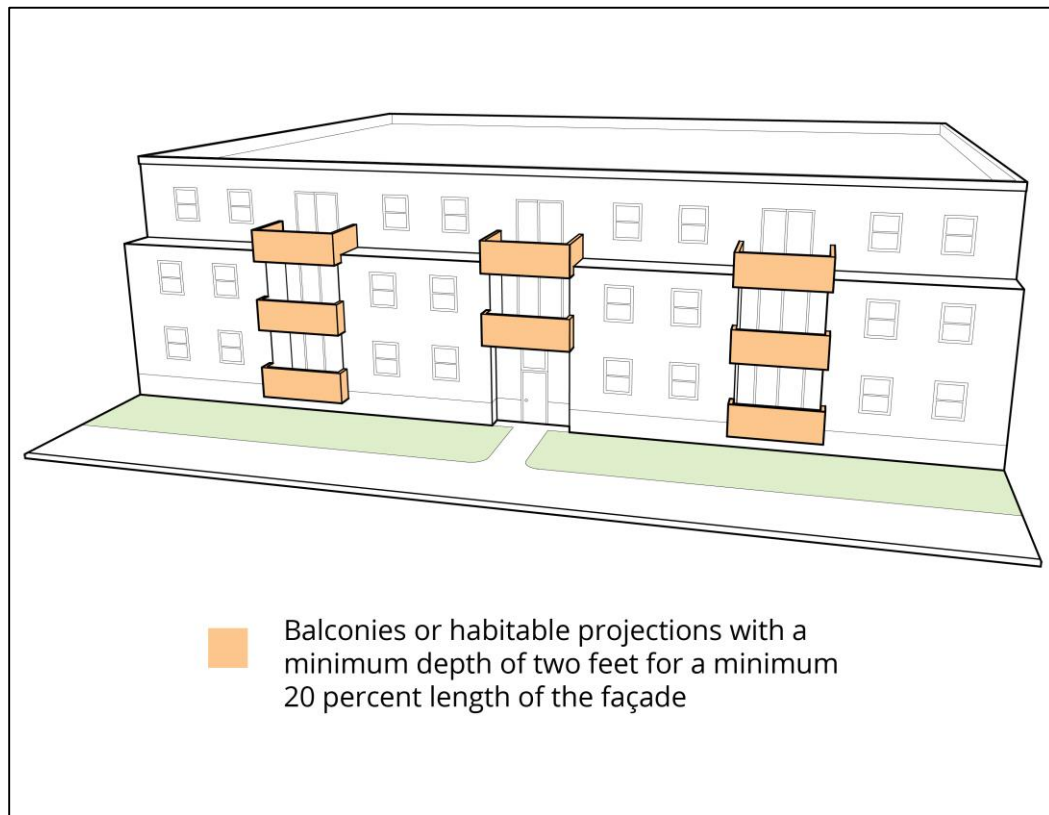 Balconies or habitable projections with a
minimum depth of two feet for a minimum
20 percent length of the façade